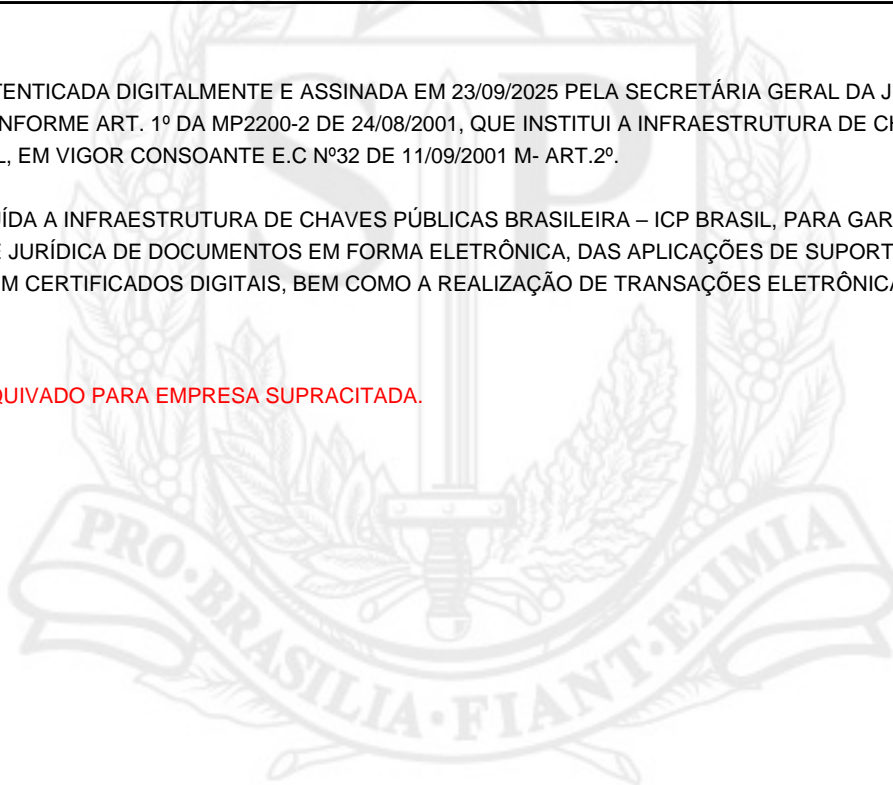 TENTICADA DIGITALMENTE E ASSINADA EM 23/09/2025 PELA SECRETÁRIA GERAL DA J
NFORME ART. 1º DA MP2200-2 DE 24/08/2001, QUE INSTITUI A INFRAESTRUTURA DE CH
L, EM VIGOR CONSOANTE E.C Nº32 DE 11/09/2001 M- ART.2º.
ÍDA A INFRAESTRUTURA DE CHAVES PÚBLICAS BRASILEIRA – ICP BRASIL, PARA GAR
E JURÍDICA DE DOCUMENTOS EM FORMA ELETRÔNICA, DAS APLICAÇÕES DE SUPORT
M CERTIFICADOS DIGITAIS, BEM COMO A REALIZAÇÃO DE TRANSAÇÕES ELETRÔNICA
QUIVADO PARA EMPRESA SUPRACITADA.
SP
PRO·BRASILIA·FIANT·EXIMIA